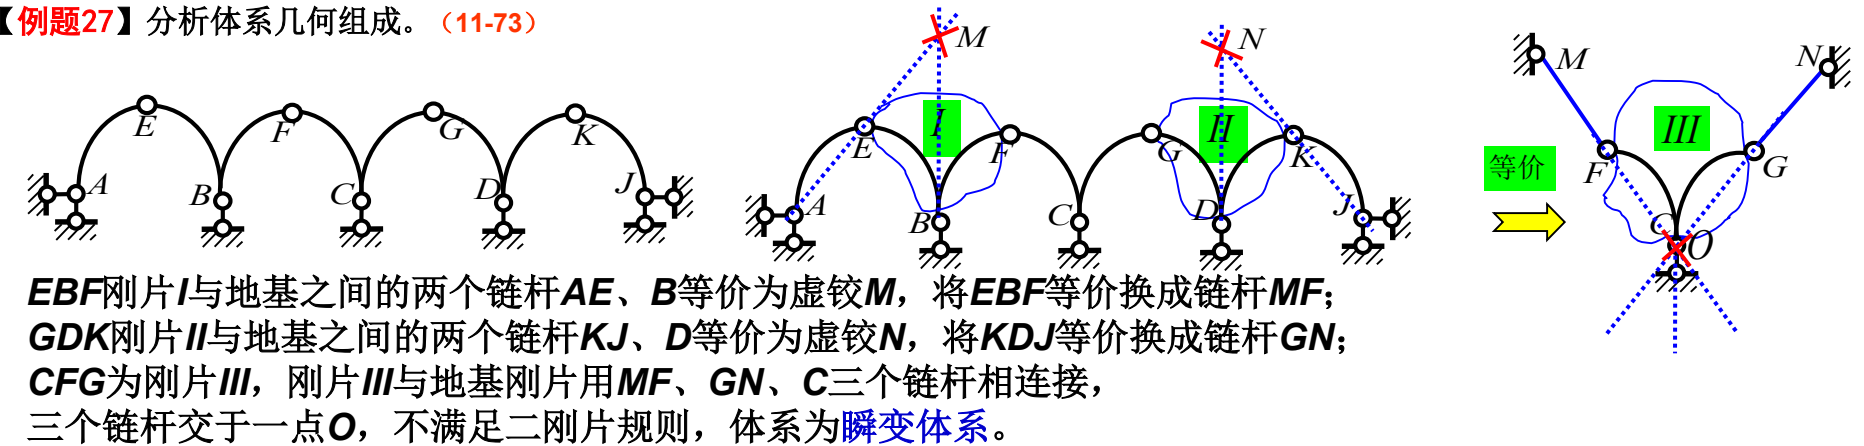 【例题27】分析体系几何组成。（11-73）
E F G K
A B C D J
M N
I II
E F G K
A B C D J
M N
III
等价
F G
C O
EBF刚片I与地基之间的两个链杆AE、B等价为虚铰M，将EBF等价换成链杆MF；
GDK刚片II与地基之间的两个链杆KJ、D等价为虚铰N，将KDJ等价换成链杆GN；
CFG为刚片III，刚片III与地基刚片用MF、GN、C三个链杆相连接，
三个链杆交于一点O，不满足二刚片规则，体系为瞬变体系。